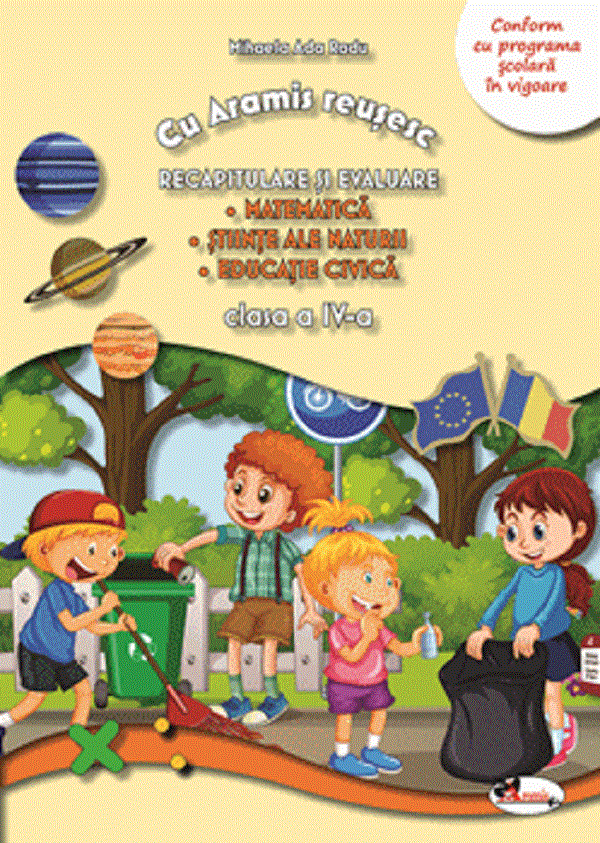 Mihaela Ada Radu
Conform
cu programa
școlară
în vigoare
Cu Aramis reușesc
RECAPITULARE ȘI EVALUARE
• MATEMATICĂ
• ȘTIINȚE ALE NATURII
• EDUCAȚIE CIVICĂ
clasa a IV-a